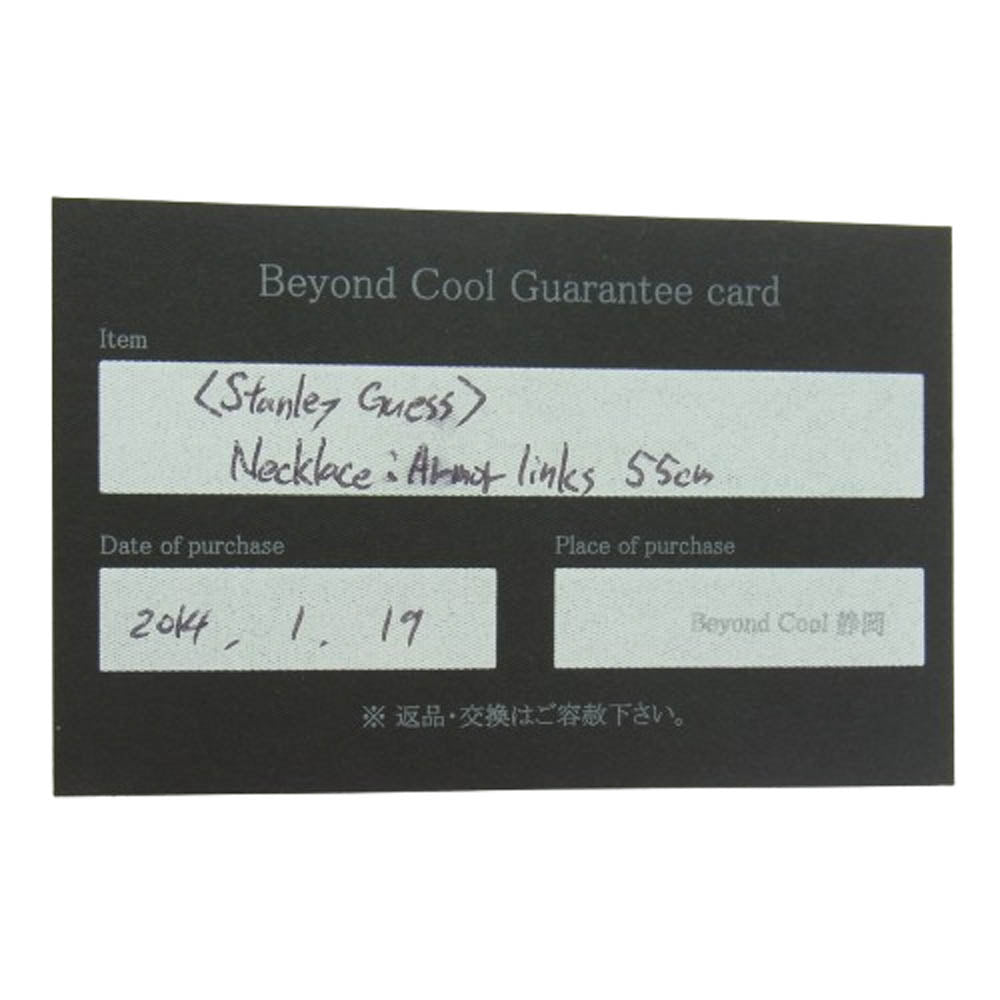 Beyond Cool Guarantee card
Item
〈Stanley Guess〉
Necklace : Armor links 55cm
Date of purchase
Place of purchase
2014. 1. 19
Beyond Cool 静岡
※ 返品・交換はご容赦下さい。